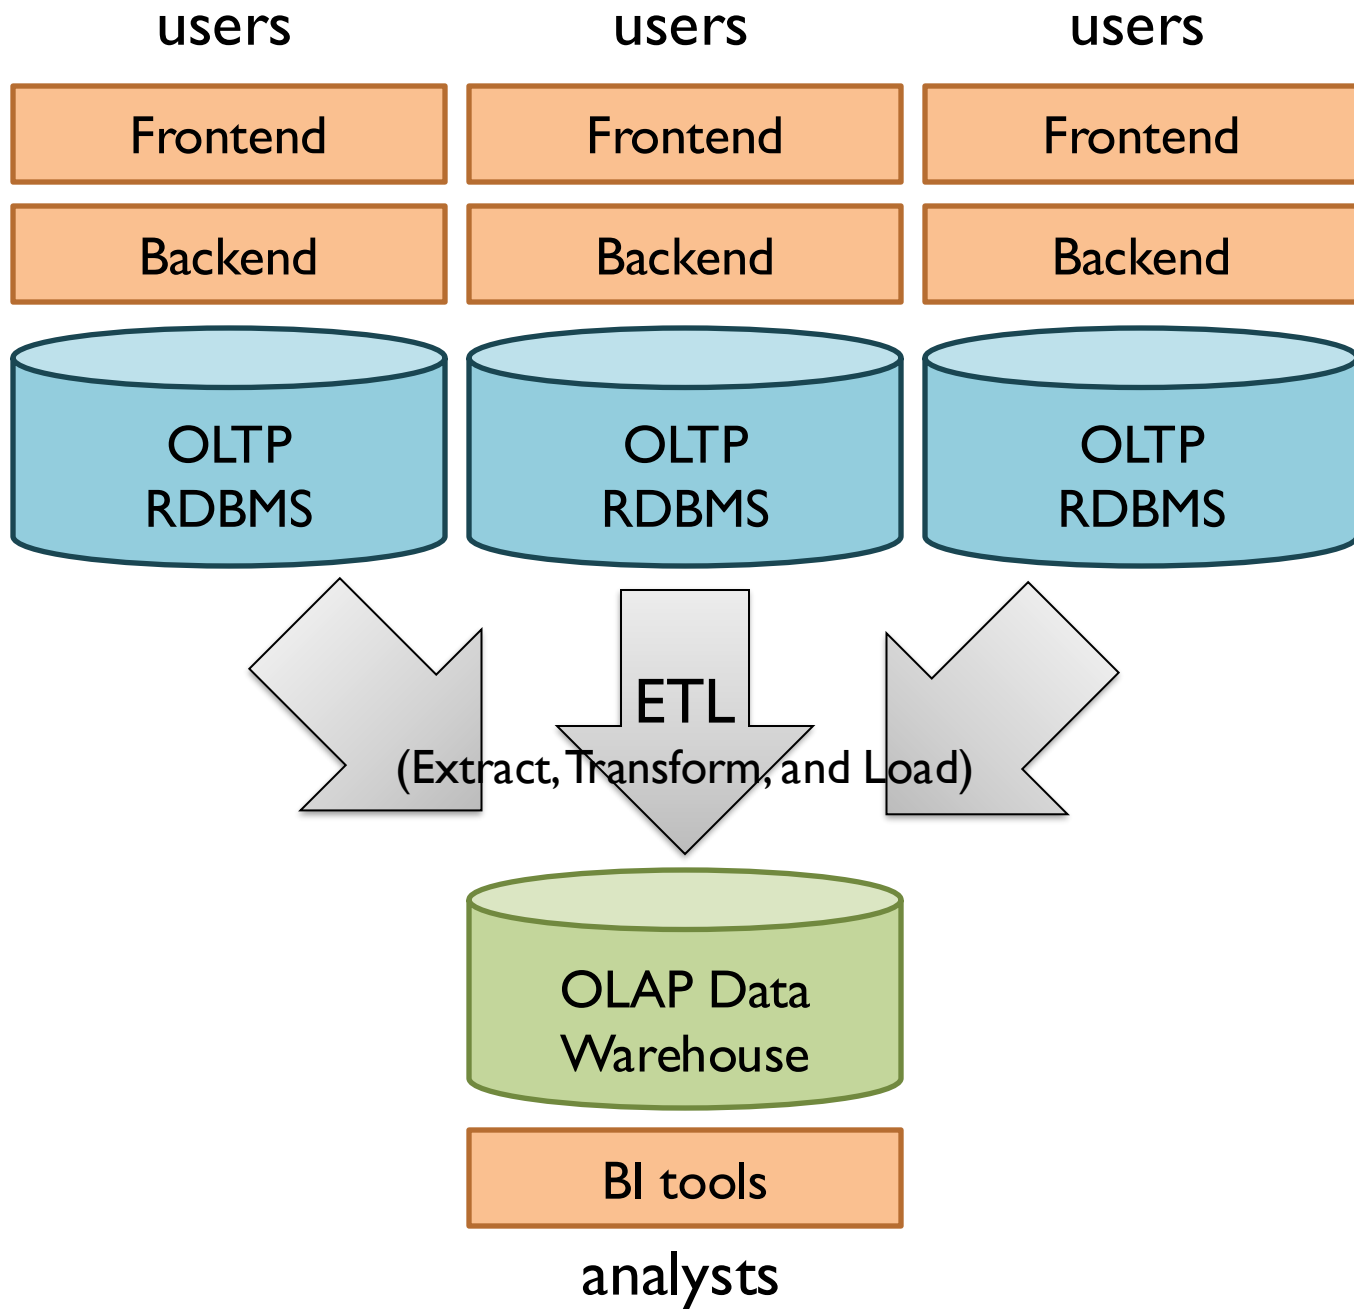 users users users
Frontend Frontend Frontend
Backend Backend Backend
OLTP OLTP OLTP
RDBMS RDBMS RDBMS
ETL
(Extract, Transform, and Load)
OLAP Data
Warehouse
BI tools
analysts